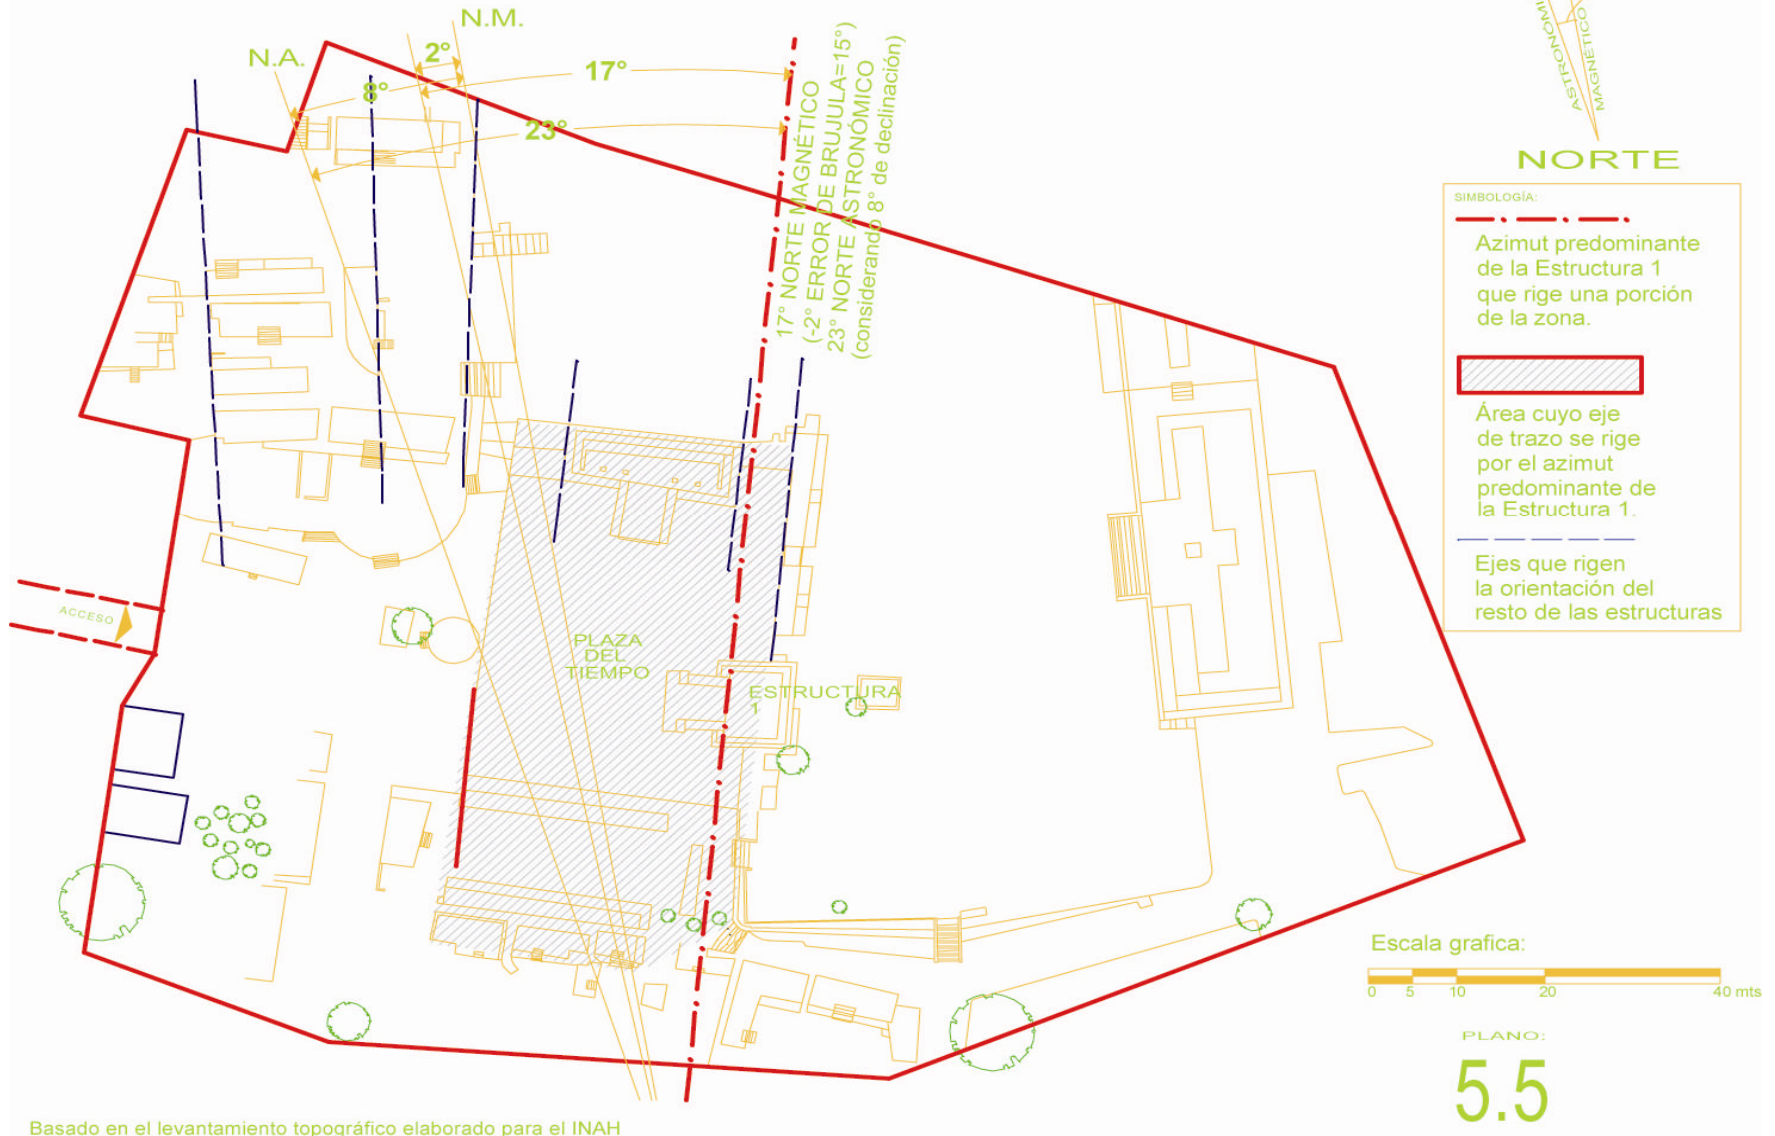 N.M.
N.A.
2°
17°
8°
23°
17° NORTE MAGNÉTICO
(-2° ERROR DE BRUJULA=15°)
23° NORTE ASTRONÓMICO
(considerando 8° de declinación)
MAGNÉTICO
NORTE
SIMBOLOGÍA:
Azimut predominante
de la Estructura 1
que rige una porción
de la zona.
Área cuyo eje
de trazo se rige
por el azimut
predominante de
la Estructura 1.
Ejes que rigen
la orientación del
resto de las estructuras
ACCESO
PLAZA
DEL
TIEMPO
ESTRUCTURA
1
Escala grafica:
0 5 10 20 40 mts
PLANO:
5.5
Basado en el levantamiento topográfico elaborado para el INAH